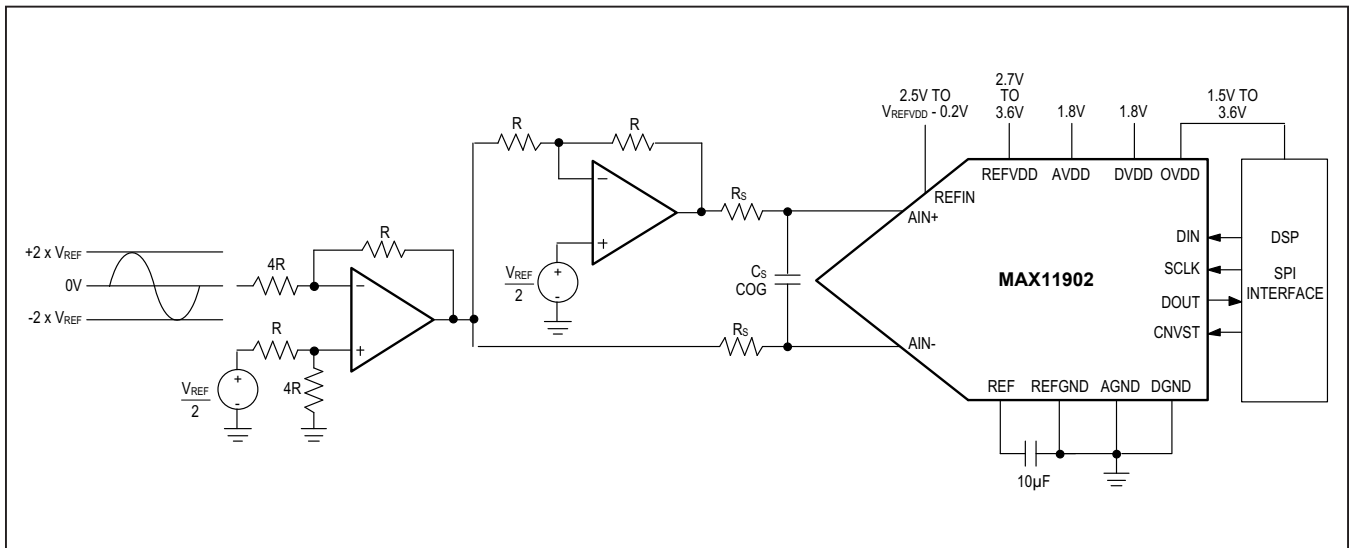 +2 x VREF
0V
-2 x VREF
4R
R
R
4R
VREF
2
+
-
-
+
R
R
-
+
VREF
2
+
-
RS
RS
CS
COG
2.5V TO
VREFVDD - 0.2V
2.7V
TO
3.6V
1.8V
1.8V
1.5V TO
3.6V
REFVDD
AVDD
DVDD
OVDD
REFIN
AIN+
AIN-
MAX11902
DIN
SCLK
DOUT
CNVST
REF
REFGND
AGND
DGND
10µF
DSP
SPI
INTERFACE